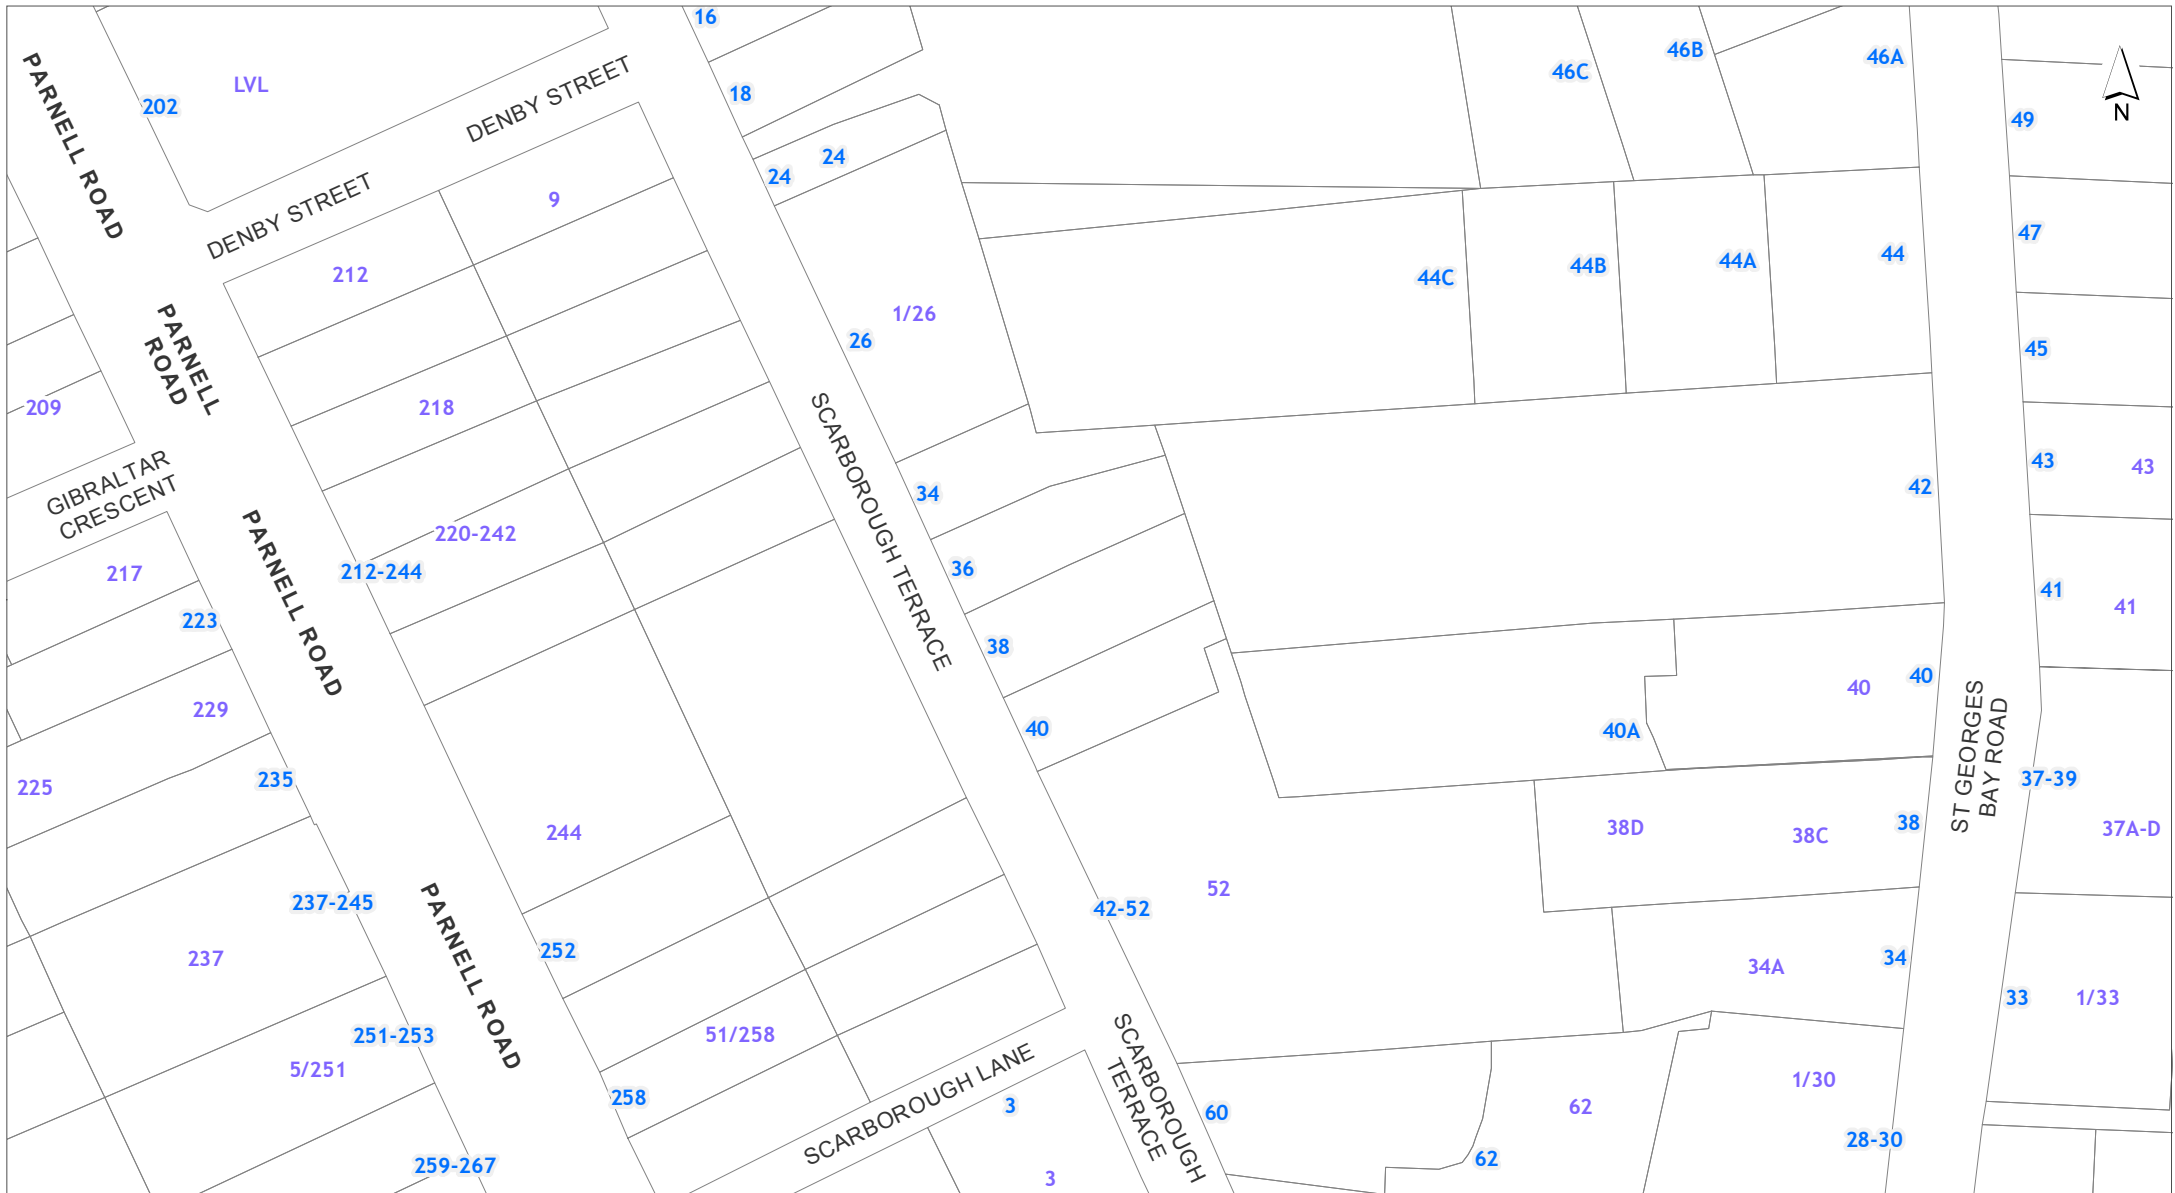 16
46B
46A
46C
PARNELL ROAD
LVL
202
DENBY STREET
18
49
N
24
24
DENBY STREET
9
47
212
44
44A
44B
44C
1/26
26
45
PARNELL
ROAD
209
218
SCARBOROUGH TERRACE
43
43
GIBRALTAR
CRESCENT
34
42
PARNELL ROAD
220-242
212-244
217
36
41
41
223
38
40
40
229
40
40A
ST GEORGES
BAY ROAD
235
225
37-39
38
38D
38C
37A-D
244
52
237-245
42-52
PARNELL ROAD
252
237
34
34A
33
1/33
251-253
51/258
5/251
SCARBOROUGH LANE
SCARBOROUGH
TERRACE
258
3
60
62
1/30
28-30
62
259-267
3